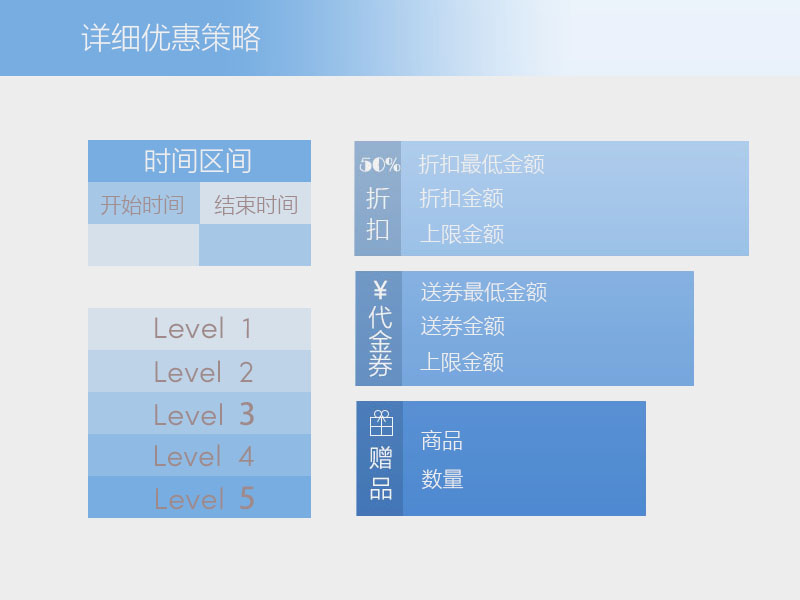 详细优惠策略
时间区间
开始时间 结束时间
Level 1
Level 2
Level 3
Level 4
Level 5
50%
折扣
折扣最低金额
折扣金额
上限金额
¥
代金券
送券最低金额
送券金额
上限金额
赠品
商品
数量